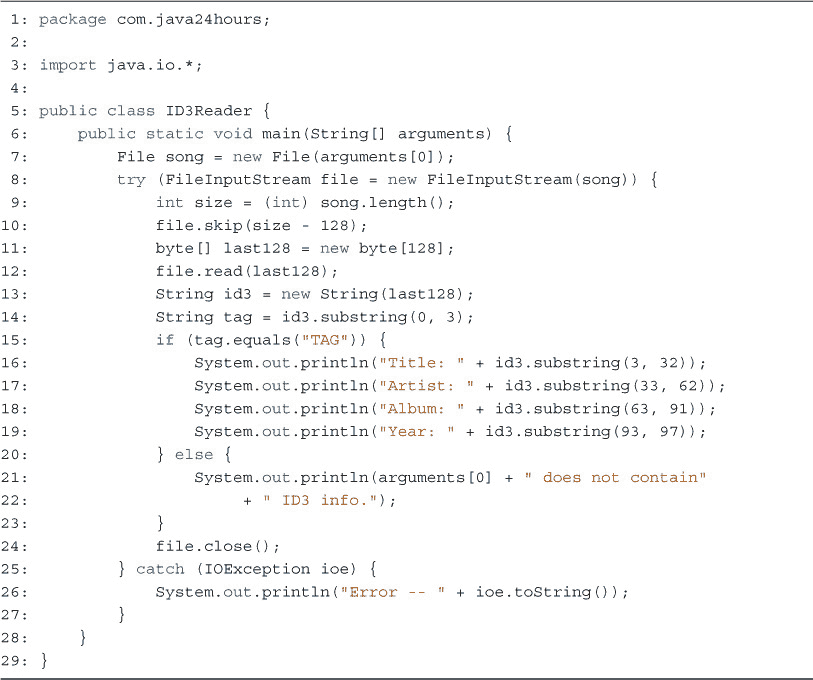 1: package com.java24hours;
2:
3: import java.io.*;
4:
5: public class ID3Reader {
6:     public static void main(String[] arguments) {
7:         File song = new File(arguments[0]);
8:         try (FileInputStream file = new FileInputStream(song)) {
9:             int size = (int) song.length();
10:             file.skip(size - 128);
11:             byte[] last128 = new byte[128];
12:             file.read(last128);
13:             String id3 = new String(last128);
14:             String tag = id3.substring(0, 3);
15:             if (tag.equals("TAG")) {
16:                 System.out.println("Title: " + id3.substring(3, 32));
17:                 System.out.println("Artist: " + id3.substring(33, 62));
18:                 System.out.println("Album: " + id3.substring(63, 91));
19:                 System.out.println("Year: " + id3.substring(93, 97));
20:             } else {
21:                 System.out.println(arguments[0] + " does not contain"
22:                      + " ID3 info.");
23:             }
24:             file.close();
25:         } catch (IOException ioe) {
26:             System.out.println("Error -- " + ioe.toString());
27:         }
28:     }
29: }